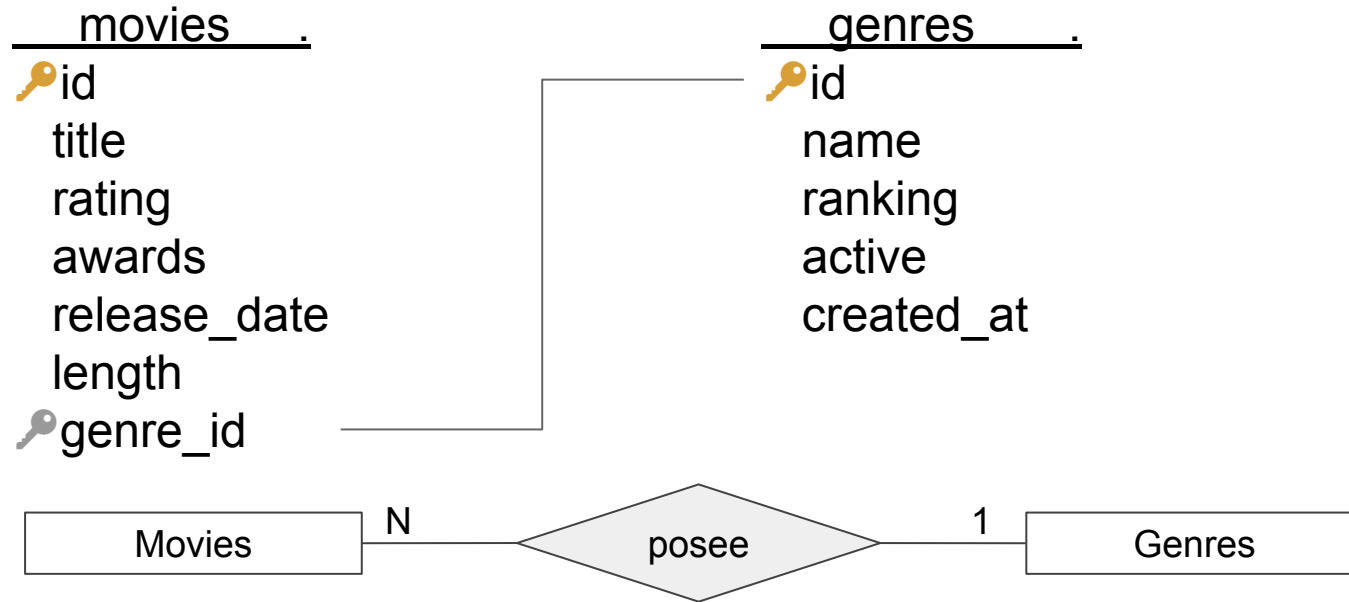 movies .
id
title
rating
awards
release_date
length
genre_id
genres .
id
name
ranking
active
created_at
Movies N posee 1 Genres